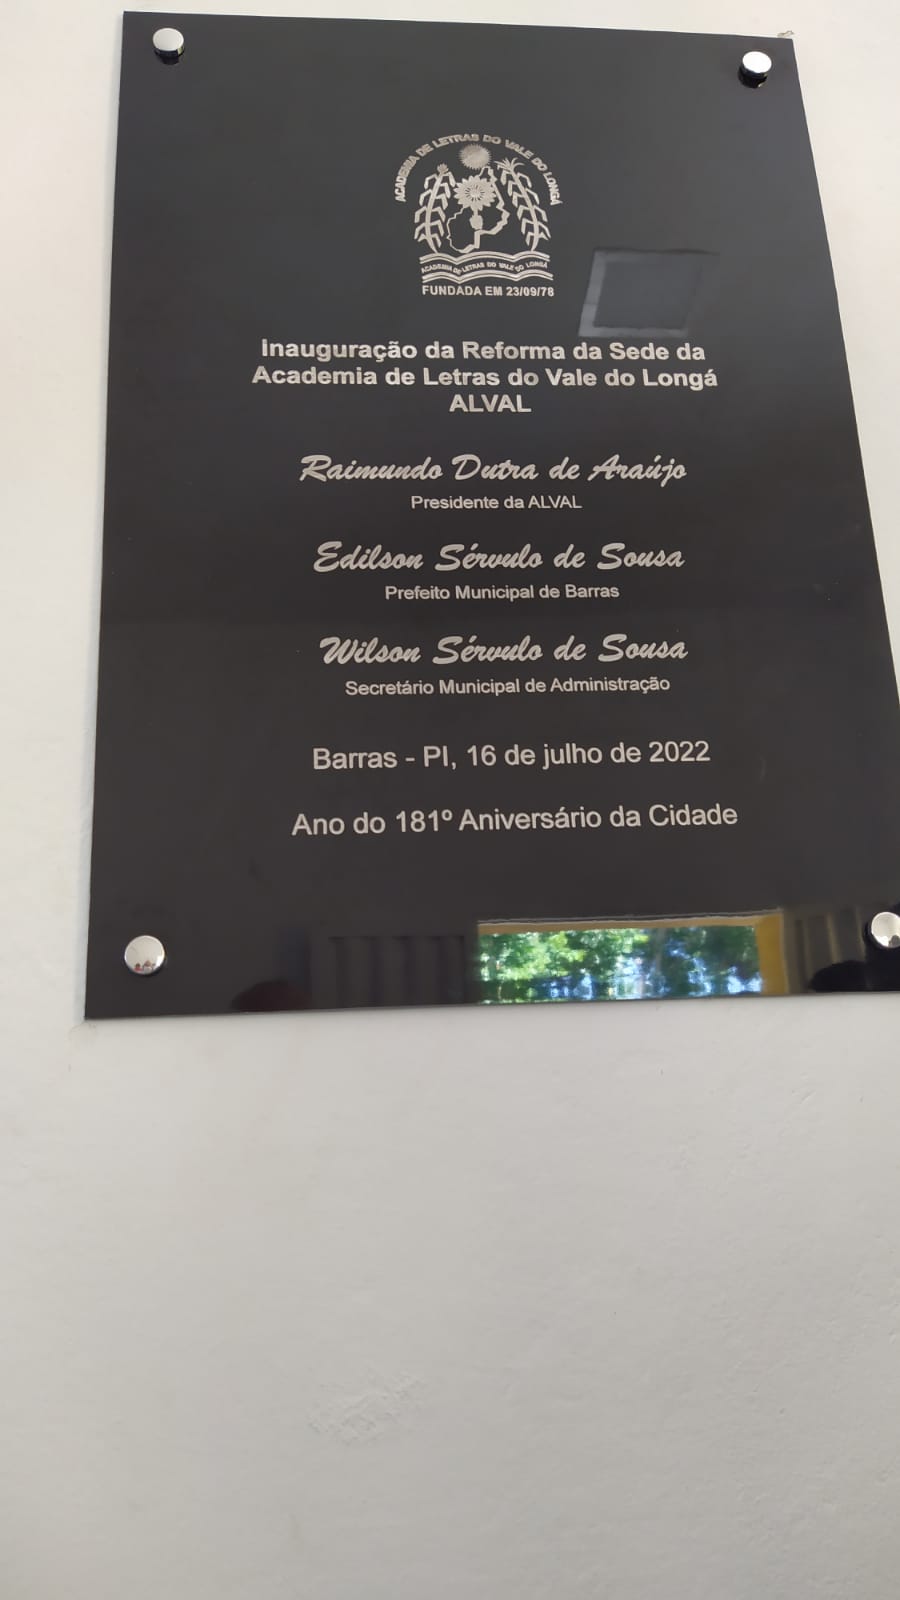 ACADEMIA DE LETRAS DO VALE DO LONGÁ
ACADEMIA DE LETRAS DO VALE DO LONGÁ
FUNDADA EM 23/09/78
Inauguração da Reforma da Sede da
Academia de Letras do Vale do Longá
ALVAL
Raimundo Dutra de Araújo
Presidente da ALVAL
Edilson Sérvulo de Sousa
Prefeito Municipal de Barras
Wilson Sérvulo de Sousa
Secretário Municipal de Administração
Barras - PI, 16 de julho de 2022
Ano do 181º Aniversário da Cidade